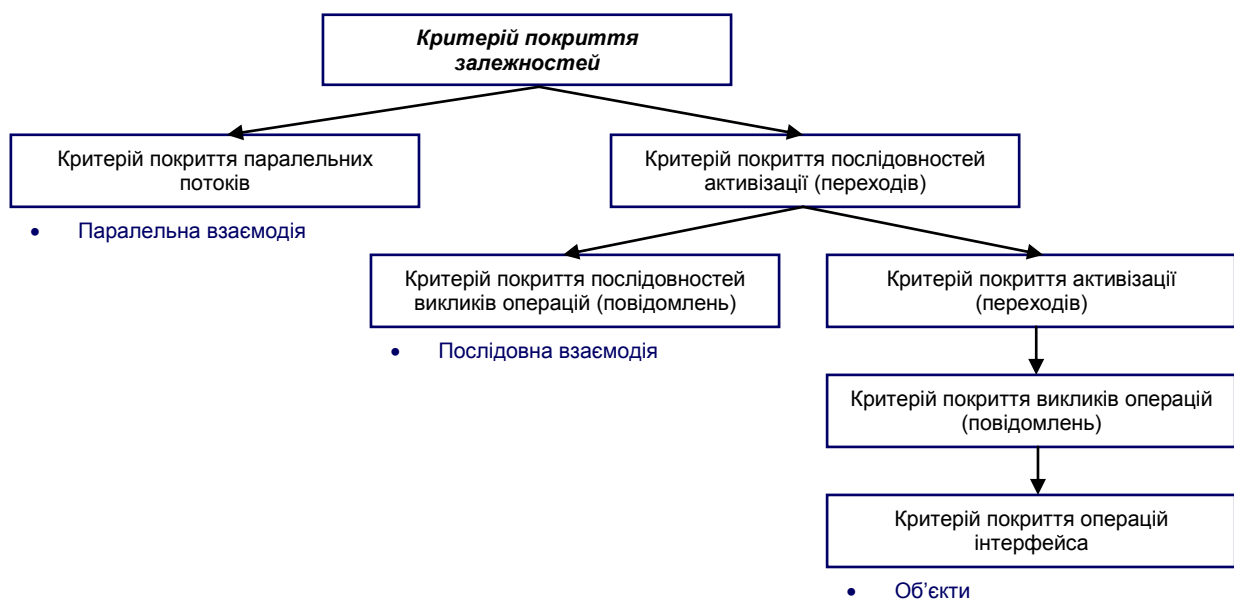 Критерій покриття
залежностей
Критерій покриття паралельних
потоків
Критерій покриття послідовностей
активізації (переходів)
• Паралельна взаємодія
Критерій покриття послідовностей
викликів операцій (повідомлень)
Критерій покриття активізації
(переходів)
• Послідовна взаємодія
Критерій покриття викликів операцій
(повідомлень)
Критерій покриття операцій
інтерфейса
• Об’єкти